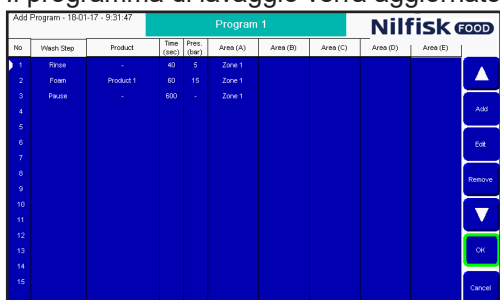 Il programma di lavaggio verrà aggiornato
Add Program - 18-01-17 - 9:31:47
Program 1
Nilfisk FOOD
No Wash Step Product Time (sec) Pres. (bar) Area (A) Area (B) Area (C) Area (D) Area (E)
1 Rinse - 40 5 Zone 1
2 Foam Product 1 60 15 Zone 1
3 Pause - 600 - Zone 1
4
5
6
7
8
9
10
11
12
13
14
15
Add
Edit
Remove
OK
Cancel